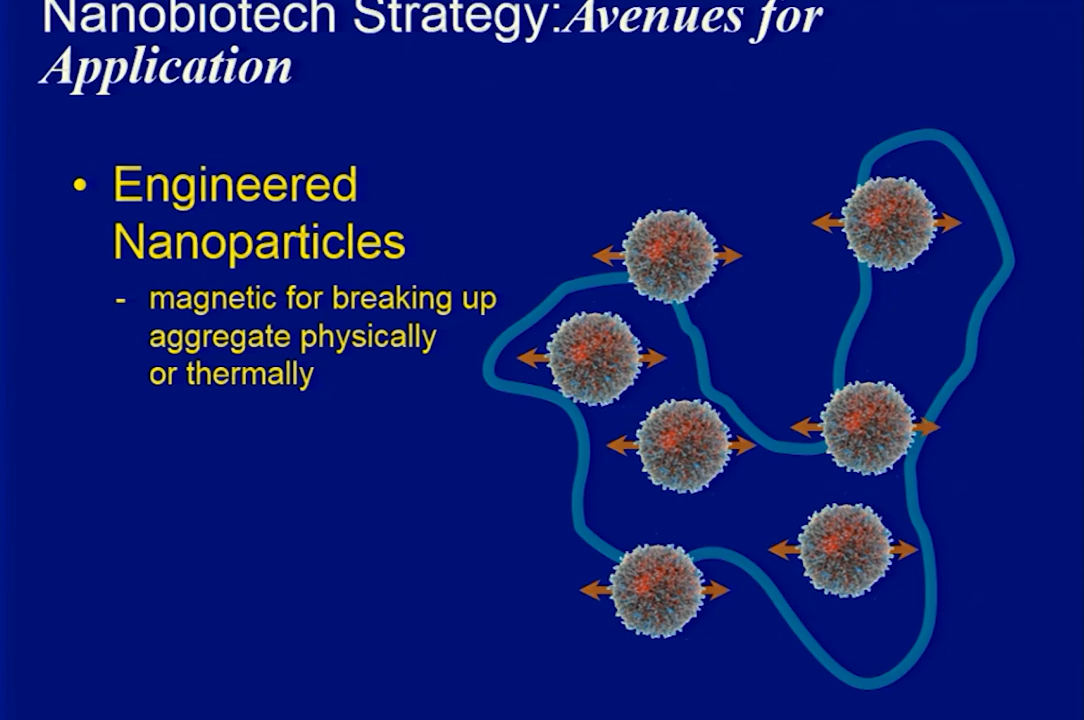 Nanobiotech Strategy:Avenues for
Application
• Engineered
Nanoparticles
- magnetic for breaking up
aggregate physically
or thermally